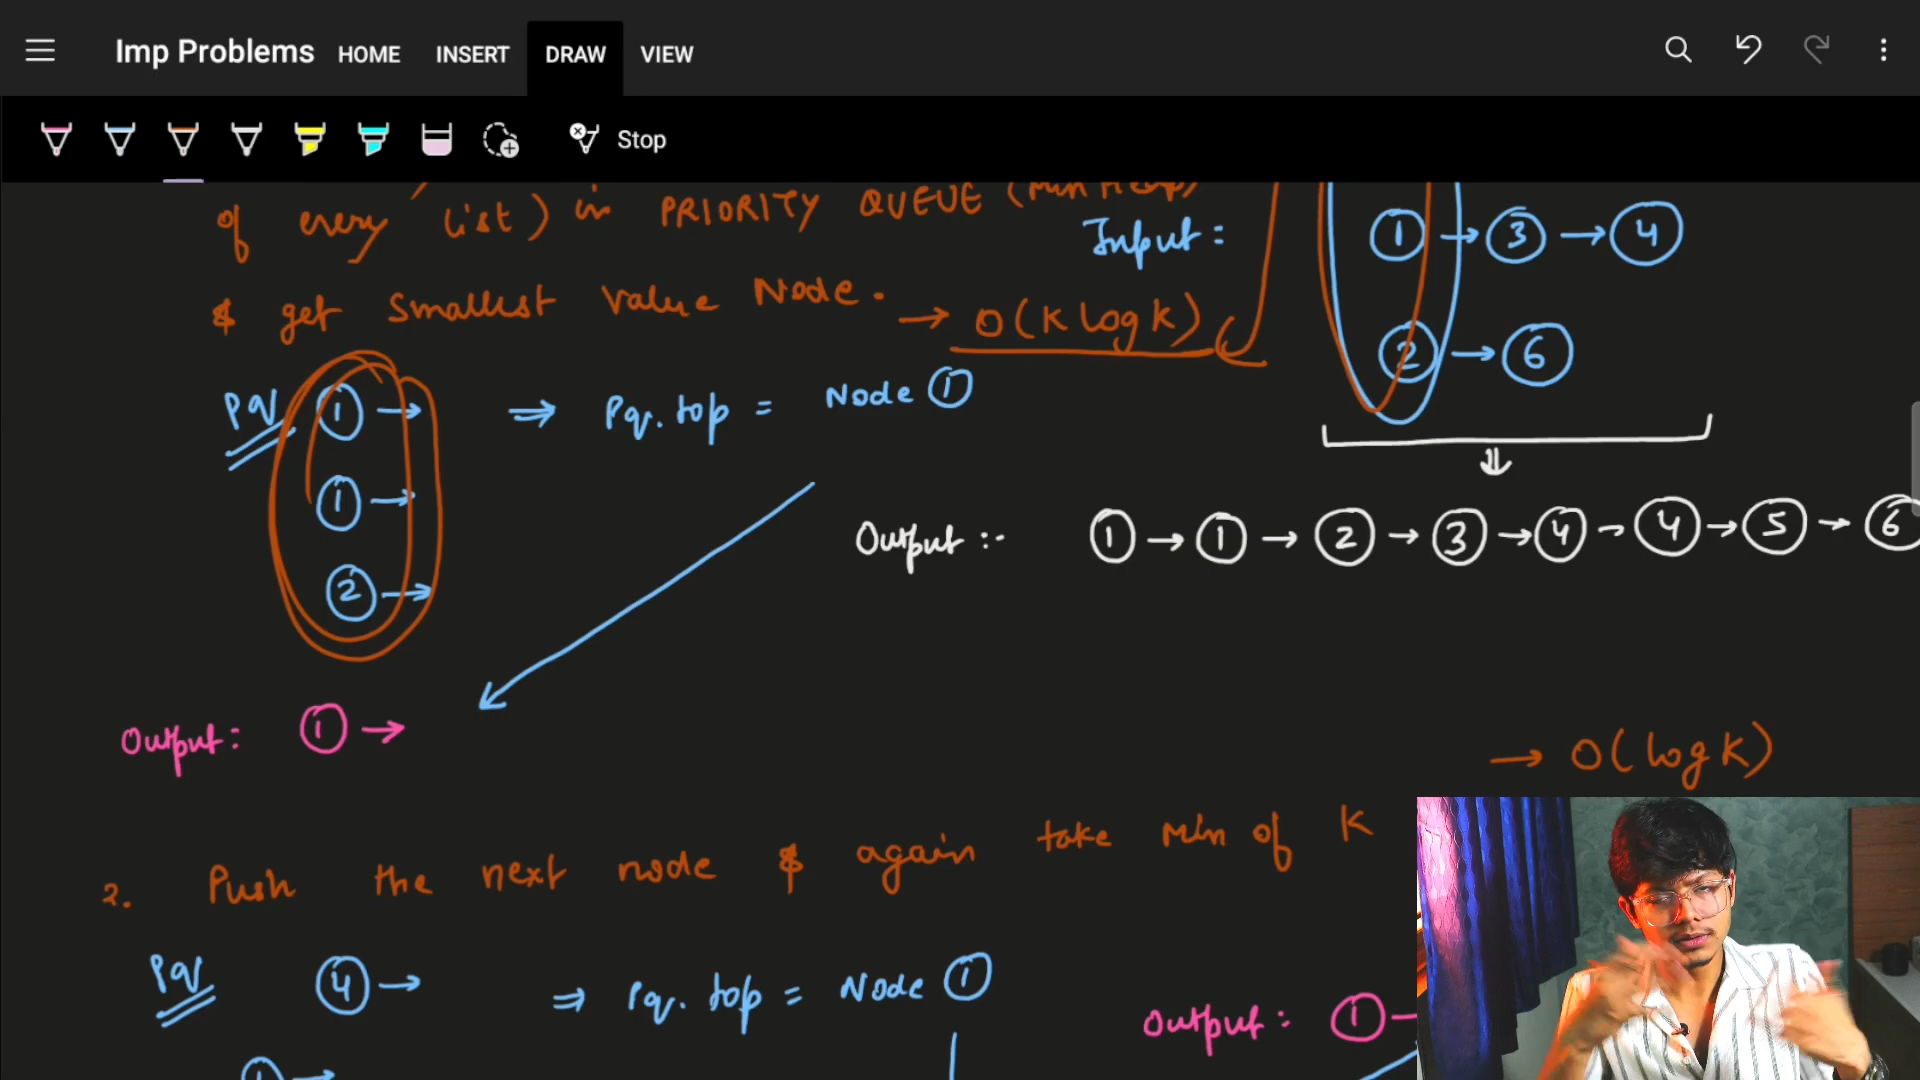 Imp Problems HOME INSERT DRAW VIEW
Stop
of every list) in PRIORITY QUEUE (Min Heap)
Input : 1 → 3 → 4
& get smallest value Node. → O(K log K)
2 → 6
Pq 1 → ⇒ Pq.top = Node 1
1 →
Output :- 1 → 1 → 2 → 3 → 4 → 4 → 5 → 6
2 →
Output: 1 →
→ O(log K)
2. Push the next node & again take Min of K
Pq 4 → ⇒ Pq.top = Node 1
Output: 1